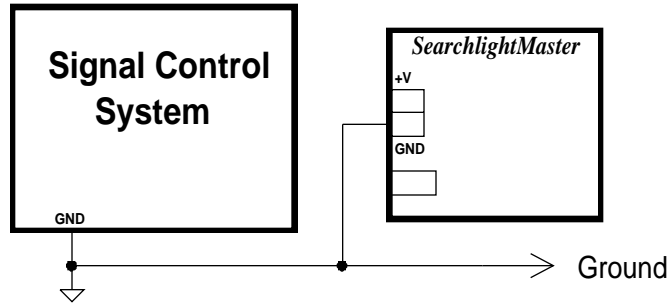 Signal Control
System
GND
SearchlightMaster
+V
GND
Ground